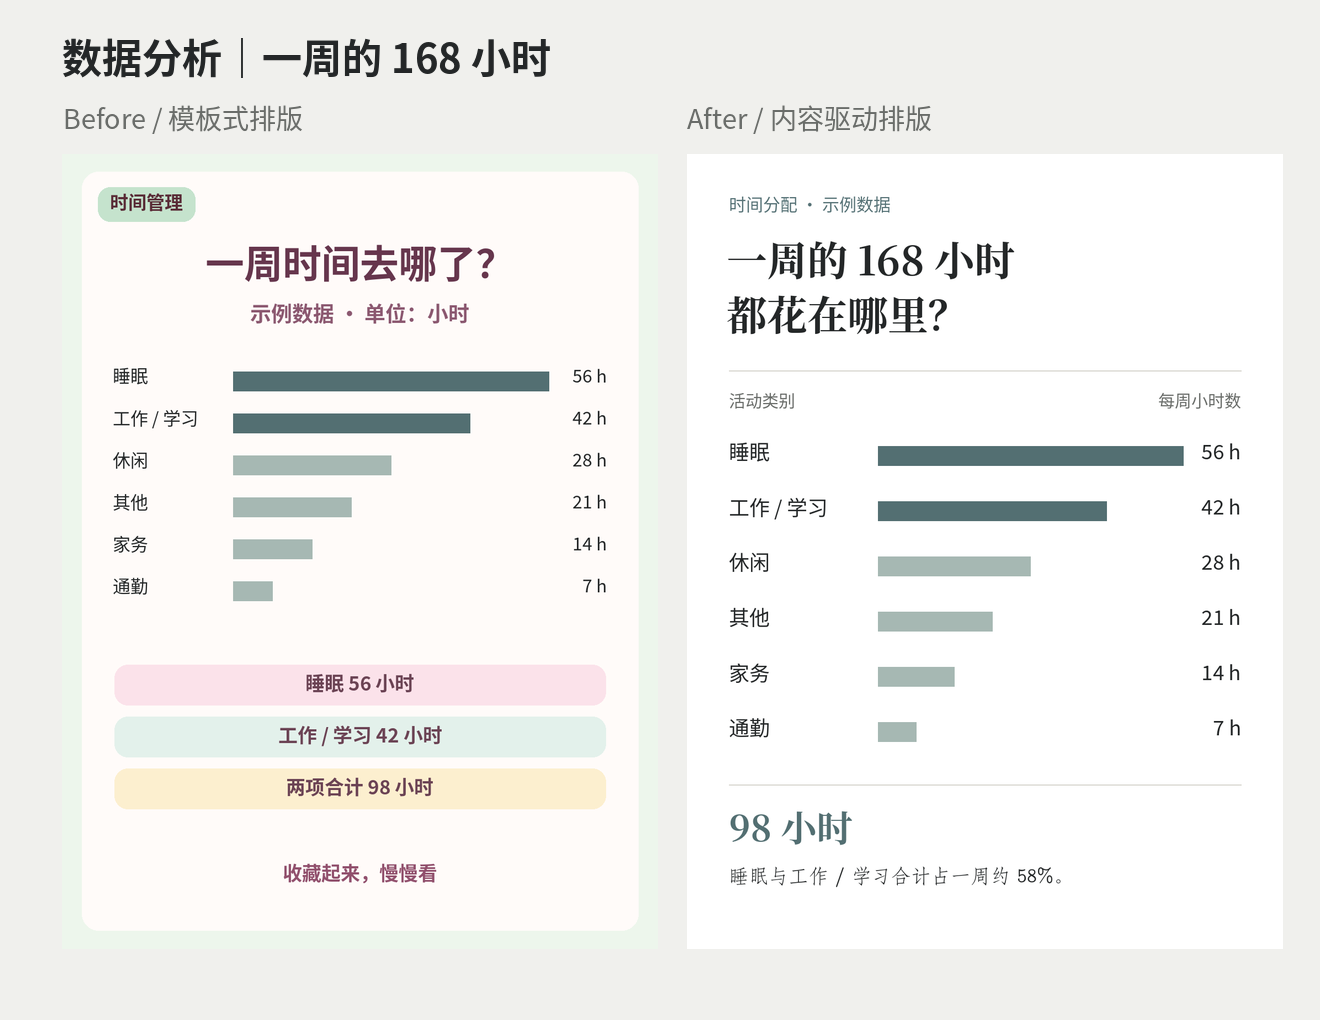 数据分析｜一周的 168 小时
Before / 模板式排版
时间管理
一周时间去哪了？
示例数据 · 单位：小时
睡眠 56 h
工作 / 学习 42 h
休闲 28 h
其他 21 h
家务 14 h
通勤 7 h
睡眠 56 小时
工作 / 学习 42 小时
两项合计 98 小时
收藏起来，慢慢看
After / 内容驱动排版
时间分配 · 示例数据
一周的 168 小时
都花在哪里？
活动类别 每周小时数
睡眠 56 h
工作 / 学习 42 h
休闲 28 h
其他 21 h
家务 14 h
通勤 7 h
98 小时
睡眠与工作 / 学习合计占一周约 58%。